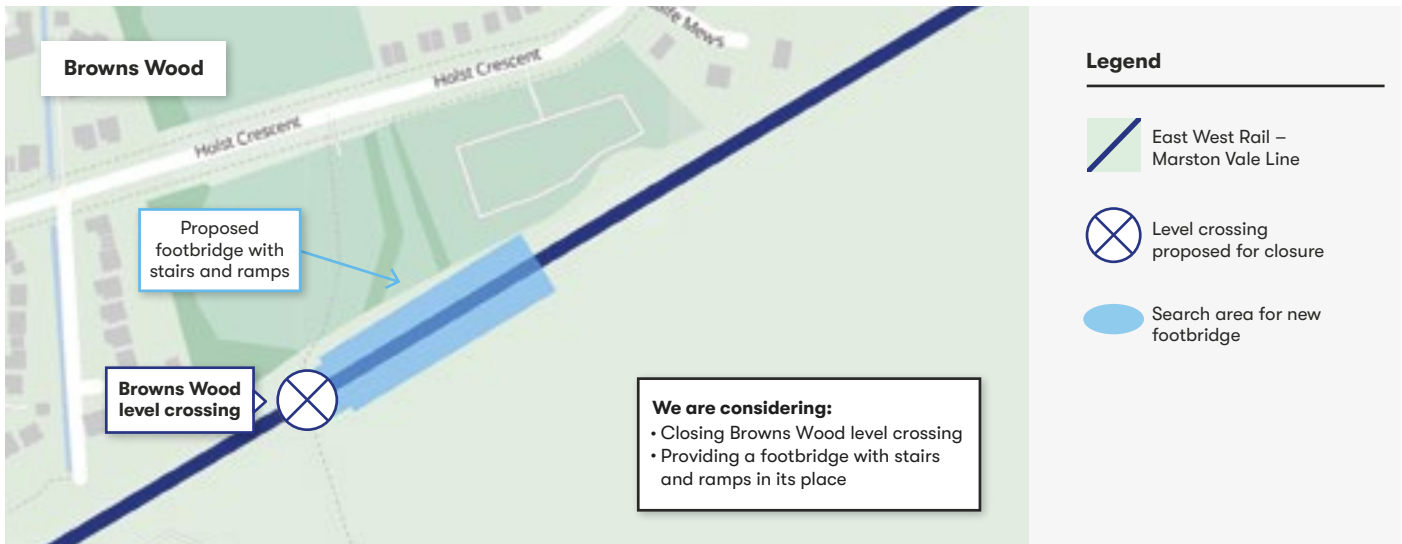 Browns Wood
Holst Crescent
Holst Crescent
Mews
Proposed
footbridge with
stairs and ramps
Browns Wood
level crossing
We are considering:
• Closing Browns Wood level crossing
• Providing a footbridge with stairs
and ramps in its place
Legend
East West Rail –
Marston Vale Line
Level crossing
proposed for closure
Search area for new
footbridge